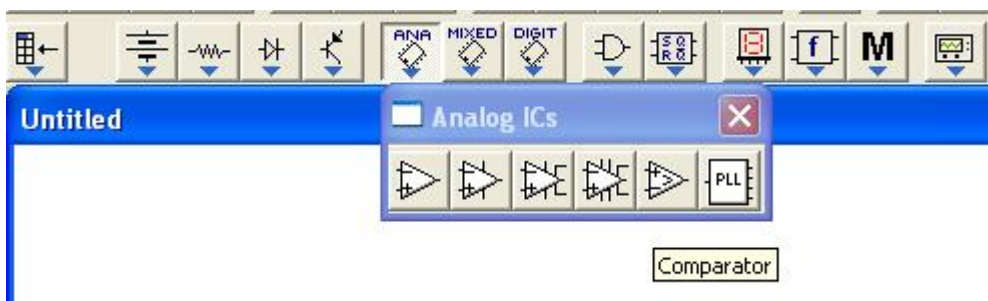 ANA MIXED DIGIT
S Q
R Q
f
M
Untitled
Analog ICs
PLL
Comparator